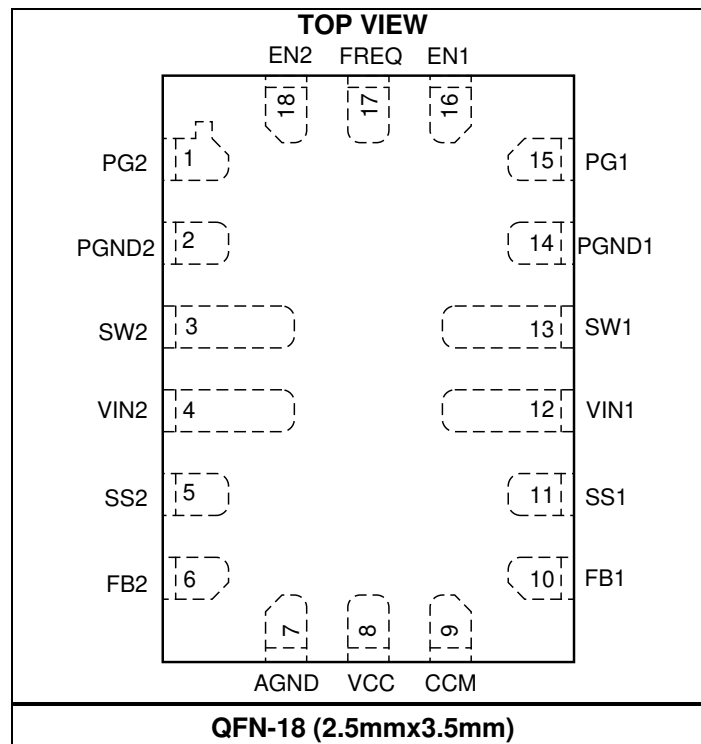 TOP VIEW
EN2 FREQ EN1
18 17 16
PG2 1 15 PG1
PGND2 2 14 PGND1
SW2 3 13 SW1
VIN2 4 12 VIN1
SS2 5 11 SS1
FB2 6 10 FB1
7 8 9
AGND VCC CCM
QFN-18 (2.5mmx3.5mm)